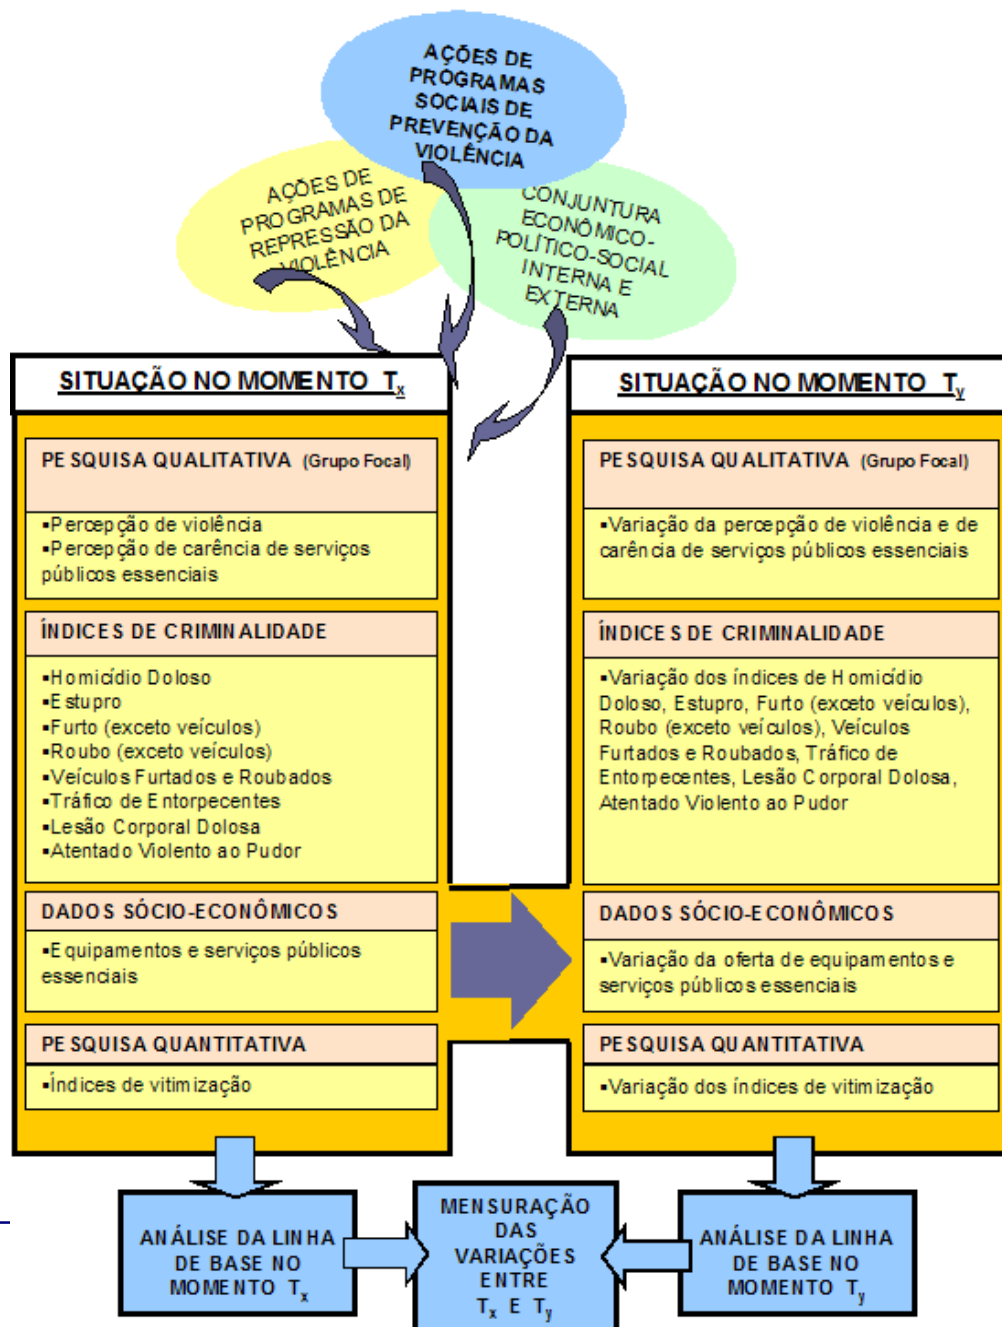 AÇÕES DE
PROGRAMAS
SOCIAIS DE
PREVENÇÃO DA
VIOLÊNCIA
AÇÕES DE
PROGRAMAS DE
REPRESSÃO DA
VIOLÊNCIA
CONJUNTURA
ECONÔMICO-
POLÍTICO-SOCIAL
INTERNA E
EXTERNA
SITUAÇÃO NO MOMENTO Tx
PESQUISA QUALITATIVA (Grupo Focal)
▪Percepção de violência
▪Percepção de carência de serviços
públicos essenciais
ÍNDICES DE CRIMINALIDADE
▪Homicídio Doloso
▪Estupro
▪Furto (exceto veículos)
▪Roubo (exceto veículos)
▪Veículos Furtados e Roubados
▪Tráfico de Entorpecentes
▪Lesão Corporal Dolosa
▪Atentado Violento ao Pudor
DADOS SÓCIO-ECONÔMICOS
▪Equipamentos e serviços públicos
essenciais
PESQUISA QUANTITATIVA
▪Índices de vitimização
SITUAÇÃO NO MOMENTO Ty
PESQUISA QUALITATIVA (Grupo Focal)
▪Variação da percepção de violência e de
carência de serviços públicos essenciais
ÍNDICES DE CRIMINALIDADE
▪Variação dos índices de Homicídio
Doloso, Estupro, Furto (exceto veículos),
Roubo (exceto veículos), Veículos
Furtados e Roubados, Tráfico de
Entorpecentes, Lesão Corporal Dolosa,
Atentado Violento ao Pudor
DADOS SÓCIO-ECONÔMICOS
▪Variação da oferta de equipamentos e
serviços públicos essenciais
PESQUISA QUANTITATIVA
▪Variação dos índices de vitimização
ANÁLISE DA LINHA
DE BASE NO
MOMENTO Tx
MENSURAÇÃO
DAS
VARIAÇÕES
ENTRE
Tx E Ty
ANÁLISE DA LINHA
DE BASE NO
MOMENTO Ty